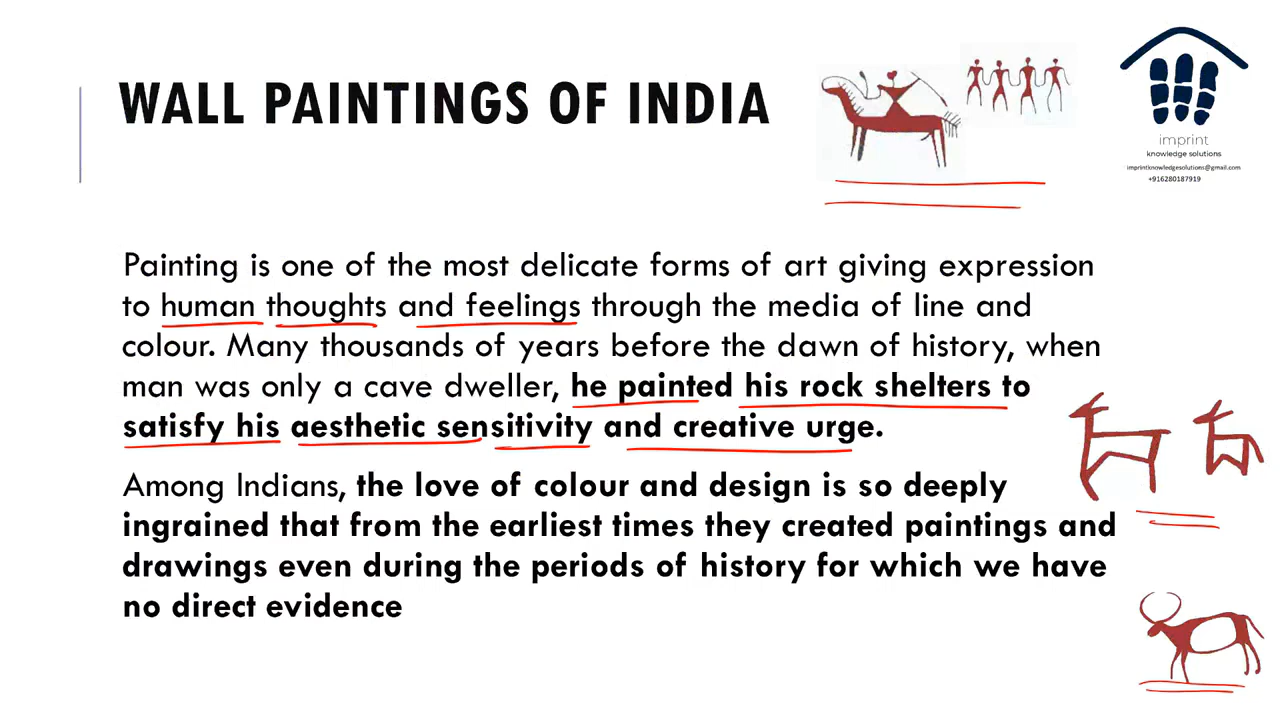 WALL PAINTINGS OF INDIA
imprint
knowledge solutions
imprintknowledgesolutions@gmail.com
+916280187919
Painting is one of the most delicate forms of art giving expression
to human thoughts and feelings through the media of line and
colour. Many thousands of years before the dawn of history, when
man was only a cave dweller, he painted his rock shelters to
satisfy his aesthetic sensitivity and creative urge.
Among Indians, the love of colour and design is so deeply
ingrained that from the earliest times they created paintings and
drawings even during the periods of history for which we have
no direct evidence